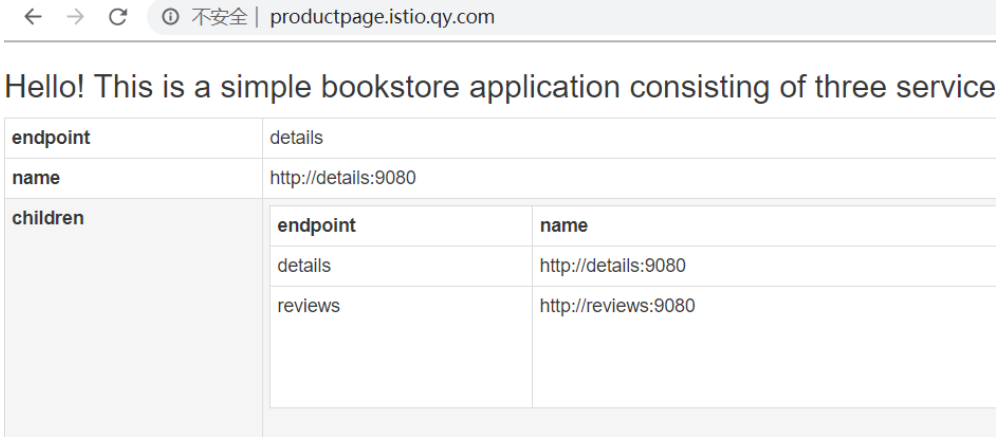 不安全 | productpage.istio.qy.com
Hello! This is a simple bookstore application consisting of three service
endpoint details
name http://details:9080
children
endpoint name
details http://details:9080
reviews http://reviews:9080